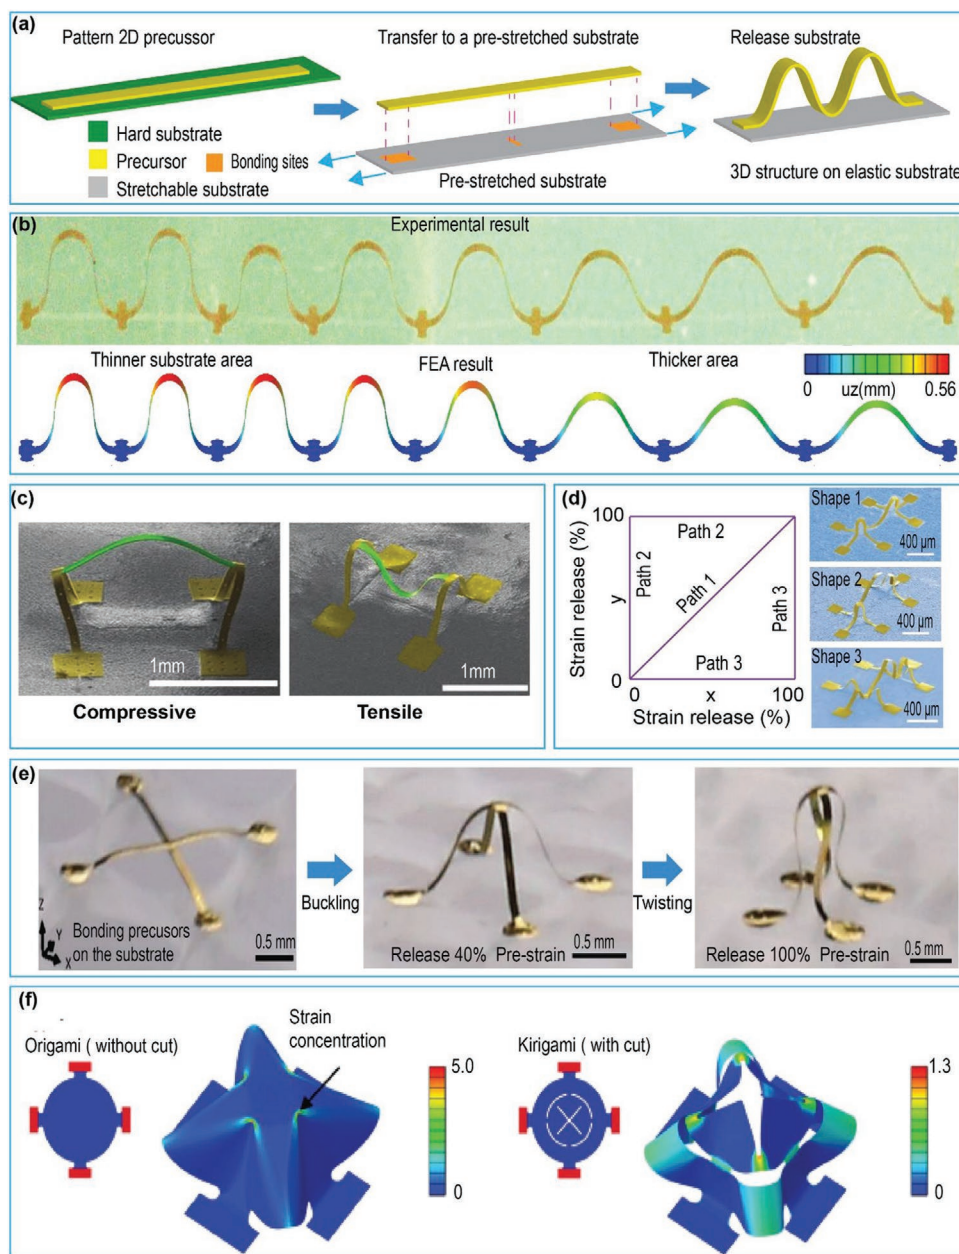 (a)
Pattern 2D precussor
Transfer to a pre-stretched substrate
Release substrate
Hard substrate
Precursor
Bonding sites
Stretchable substrate
Pre-stretched substrate
3D structure on elastic substrate
(b)
Experimental result
Thinner substrate area
FEA result
Thicker area
0 uz(mm) 0.56
(c)
1mm
1mm
Compressive
Tensile
(d)
Strain release (%)
y
100
0
Path 2
Path 2
Path 1
Path 3
Path 3
0 x 100
Strain release (%)
Shape 1
400 µm
Shape 2
400 µm
Shape 3
400 µm
(e)
Z
Y
X
Bonding precusors
on the substrate
0.5 mm
Buckling
Release 40% Pre-strain
0.5 mm
Twisting
Release 100% Pre-strain
0.5 mm
(f)
Origami ( without cut)
Strain
concentration
5.0
0
Kirigami ( with cut)
1.3
0